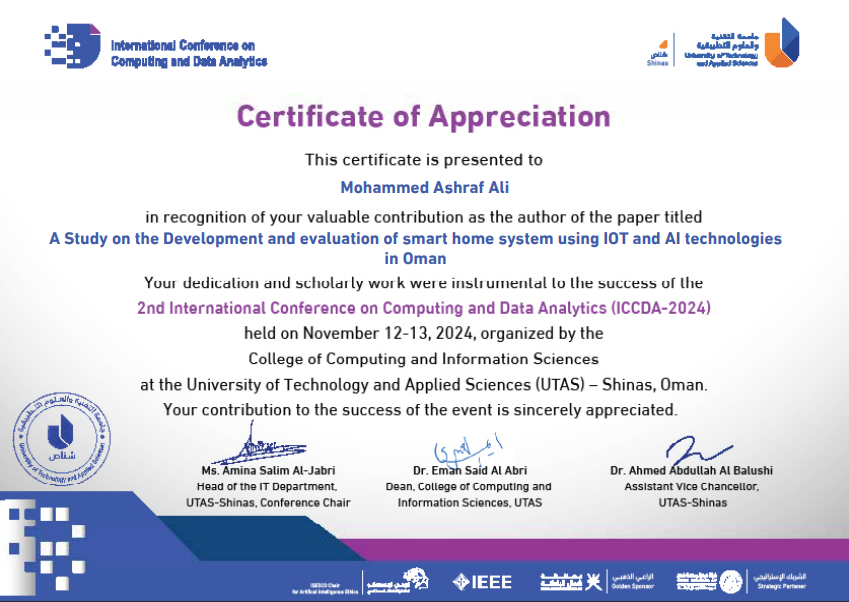 International Conference on
Computing and Data Analytics
شناص
Shinas
جامعة التقنية
والعلوم التطبيقية
University of Technology
and Applied Sciences
Certificate of Appreciation
This certificate is presented to
Mohammed Ashraf Ali
in recognition of your valuable contribution as the author of the paper titled
A Study on the Development and evaluation of smart home system using IOT and AI technologies
in Oman
Your dedication and scholarly work were instrumental to the success of the
2nd International Conference on Computing and Data Analytics (ICCDA-2024)
held on November 12-13, 2024, organized by the
College of Computing and Information Sciences
at the University of Technology and Applied Sciences (UTAS) – Shinas, Oman.
Your contribution to the success of the event is sincerely appreciated.
جامعة التقنية والعلوم التطبيقية
شناص
University of Technology and Applied Sciences
Ms. Amina Salim Al-Jabri
Head of the IT Department,
UTAS-Shinas, Conference Chair
Dr. Eman Said Al Abri
Dean, College of Computing and
Information Sciences, UTAS
Dr. Ahmed Abdullah Al Balushi
Assistant Vice Chancellor,
UTAS-Shinas
ISESCO Chair
for Artificial Intelligence Ethics
IEEE
الراعي الذهبي
Golden Sponsor
الشريك الإستراتيجي
Strategic Partner